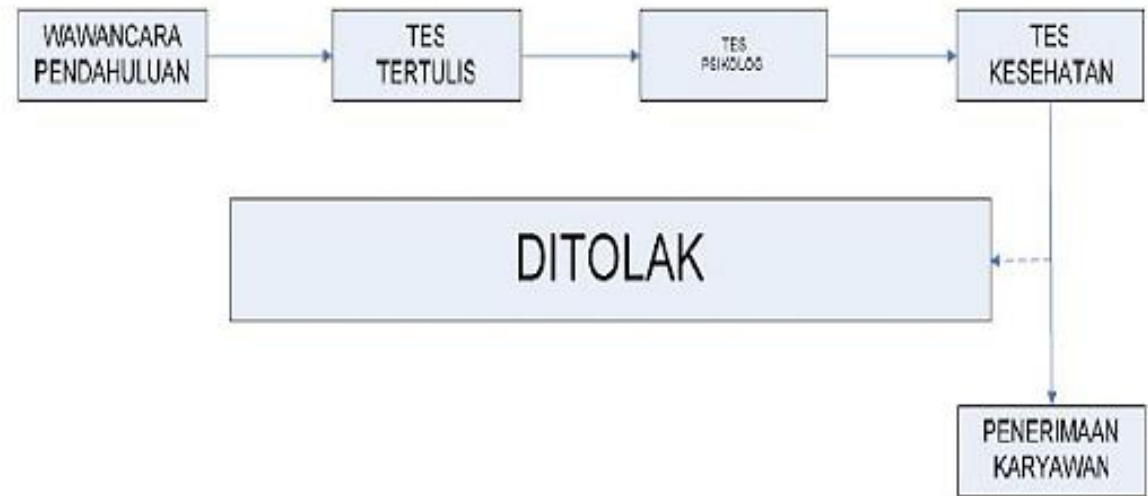 WAWANCARA
PENDAHULUAN
TES
TERTULIS
TES
PSIKOLOG
TES
KESEHATAN
DITOLAK
PENERIMAAN
KARYAWAN